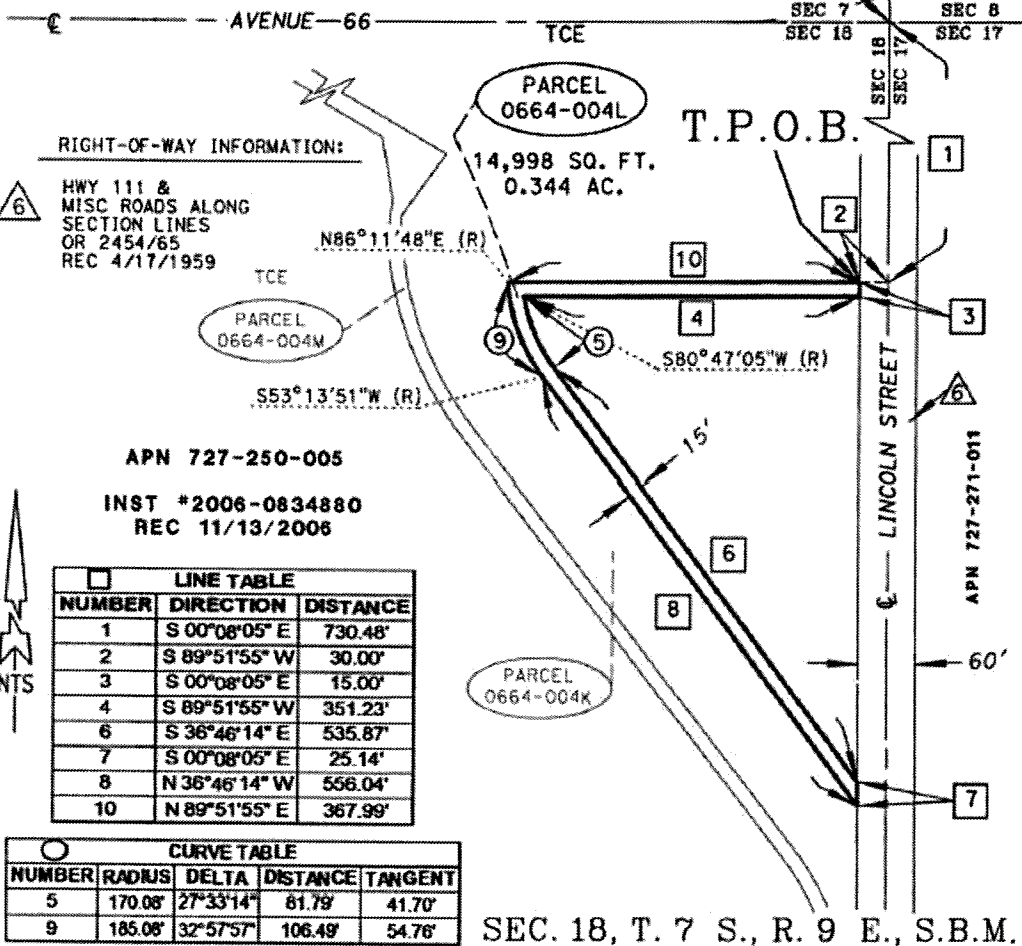 ℄ AVENUE 66
TCE
SEC 7
SEC 18
SEC 8
SEC 17
SEC 18
SEC 17
PARCEL
0664-004L
14,998 SQ. FT.
0.344 AC.
T.P.O.B.
1
2
RIGHT-OF-WAY INFORMATION:
6
HWY 111 &
MISC ROADS ALONG
SECTION LINES
OR 2454/65
REC 4/17/1959
N86°11'48"E (R)
10
3
4
TCE
PARCEL
0664-004M
9
5
S80°47'05"W (R)
S53°13'51"W (R)
6
LINCOLN STREET
℄
APN 727-271-011
APN 727-250-005
INST #2006-0834880
REC 11/13/2006
15'
6
8
PARCEL
0664-004K
60'
7
NTS
LINE TABLE
NUMBER DIRECTION DISTANCE
1 S 00°08'05" E 730.48'
2 S 89°51'55" W 30.00'
3 S 00°08'05" E 15.00'
4 S 89°51'55" W 351.23'
6 S 36°46'14" E 535.87'
7 S 00°08'05" E 25.14'
8 N 36°46'14" W 556.04'
10 N 89°51'55" E 367.99'
CURVE TABLE
NUMBER RADIUS DELTA DISTANCE TANGENT
5 170.08' 27°33'14" 81.79' 41.70'
9 185.08' 32°57'57" 106.49' 54.76'
SEC. 18, T. 7 S., R. 9 E., S.B.M.